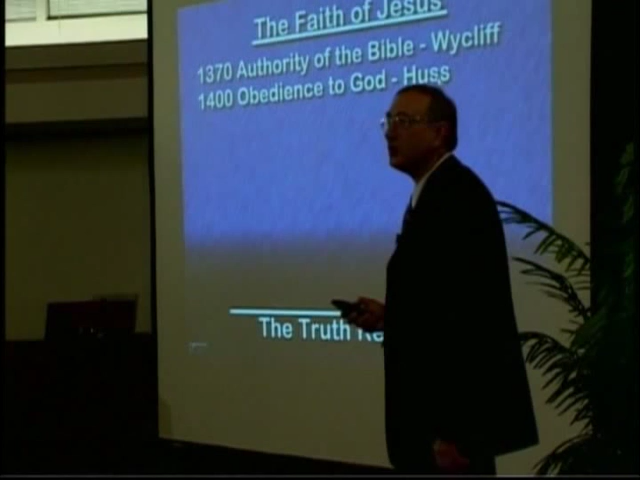 The Faith of Jesus
1370 Authority of the Bible - Wycliff
1400 Obedience to God - Huss
The Truth